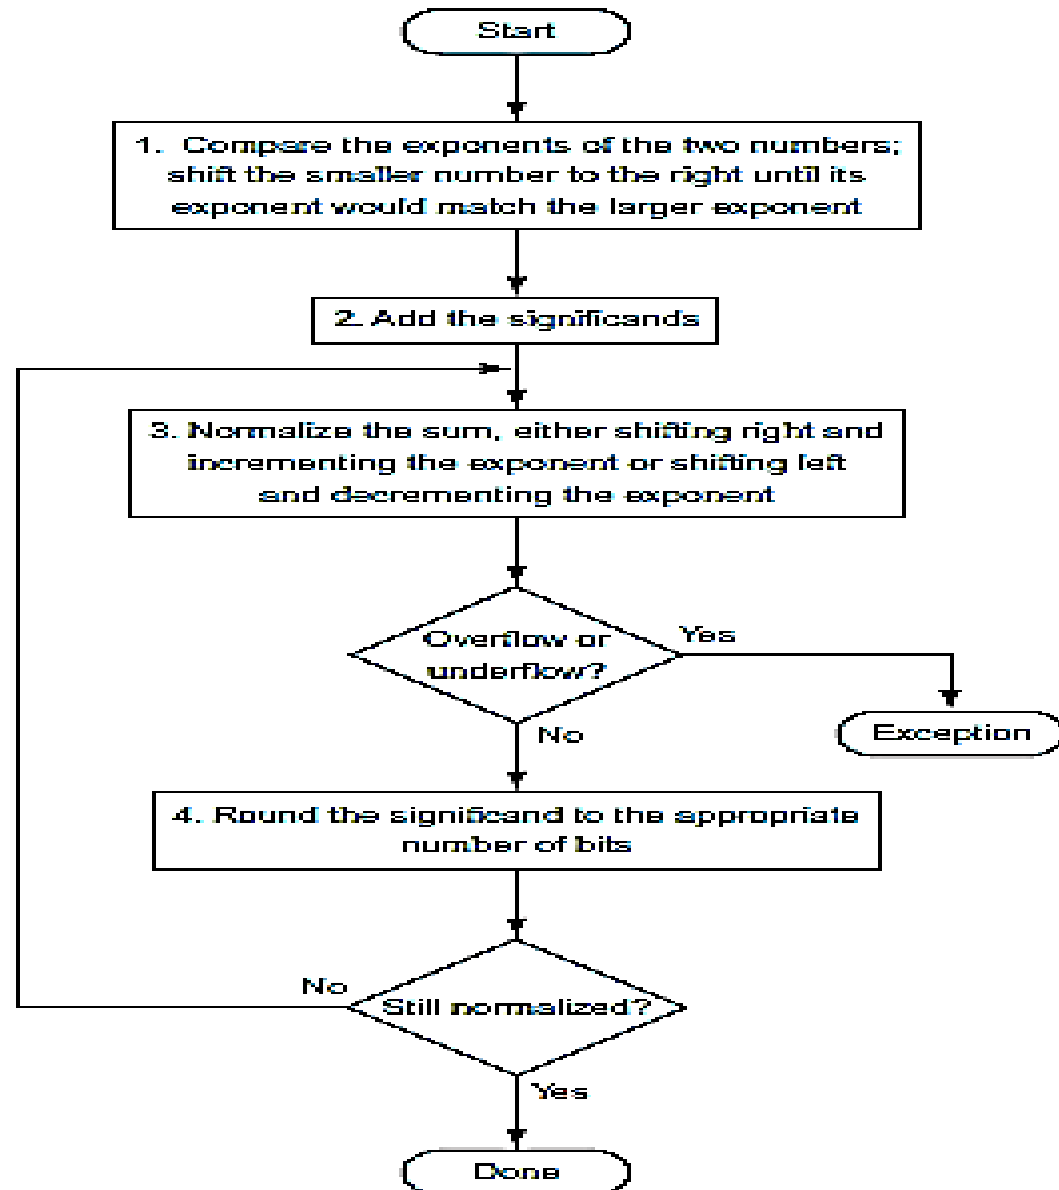 Start
1. Compare the exponents of the two numbers;
shift the smaller number to the right until its
exponent would match the larger exponent
2. Add the significands
3. Normalize the sum, either shifting right and
incrementing the exponent or shifting left
and decrementing the exponent
Overflow or
underflow?
Yes
No
Exception
4. Round the significand to the appropriate
number of bits
No
Still normalized?
Yes
Done